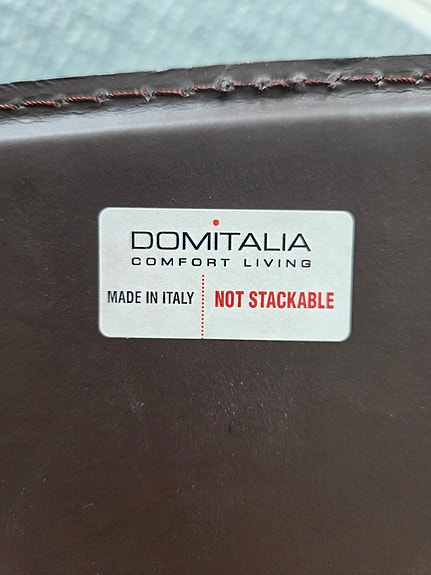 DOMITALIA
COMFORT LIVING
MADE IN ITALY
NOT STACKABLE